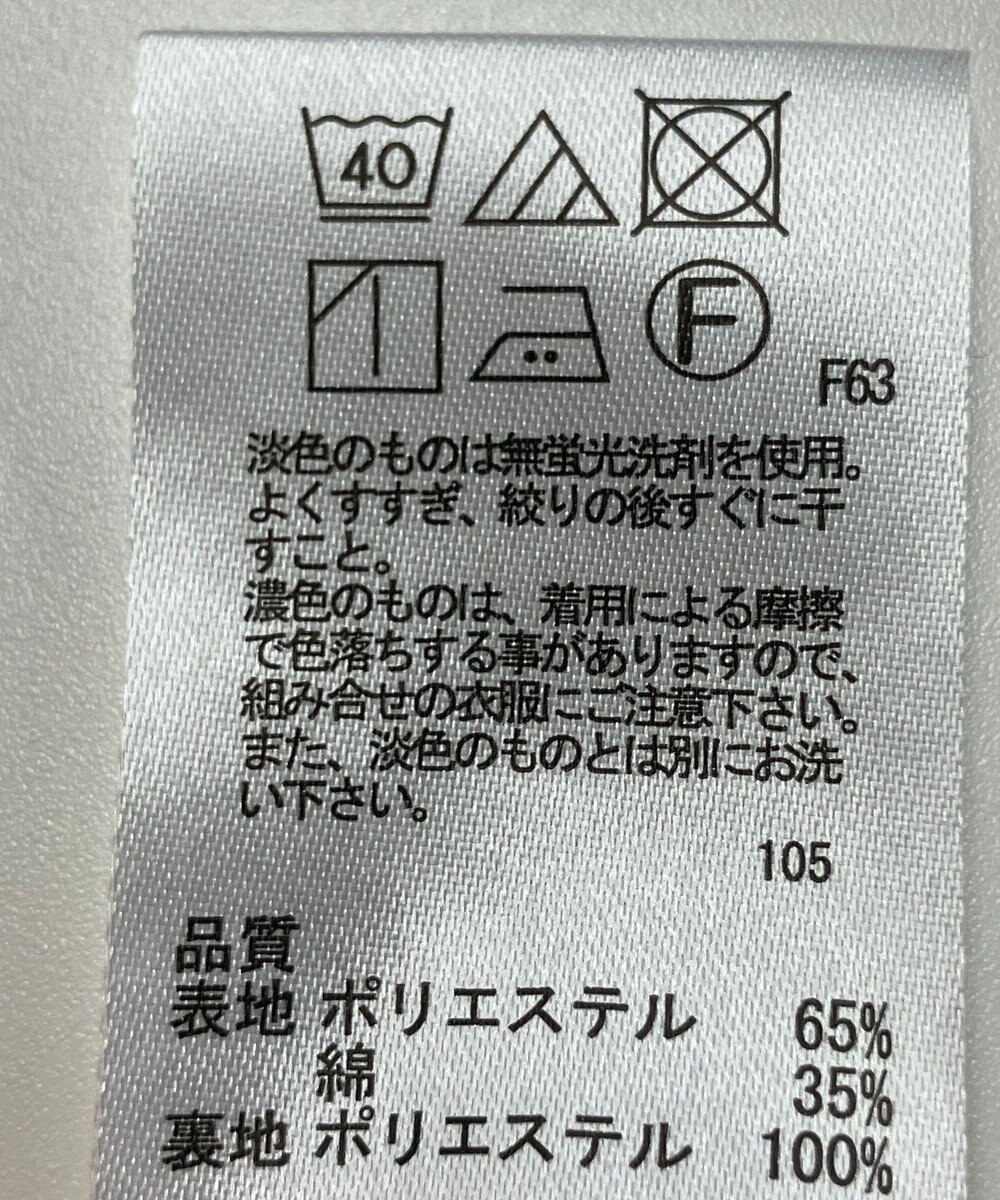 40
F
F63
淡色のものは無蛍光洗剤を使用。
よくすすぎ、絞りの後すぐに干
すこと。
濃色のものは、着用による摩擦
で色落ちする事がありますので、
組み合せの衣服にご注意下さい。
また、淡色のものとは別にお洗
い下さい。
105
品質
表地 ポリエステル 65%
綿 35%
裏地 ポリエステル 100%